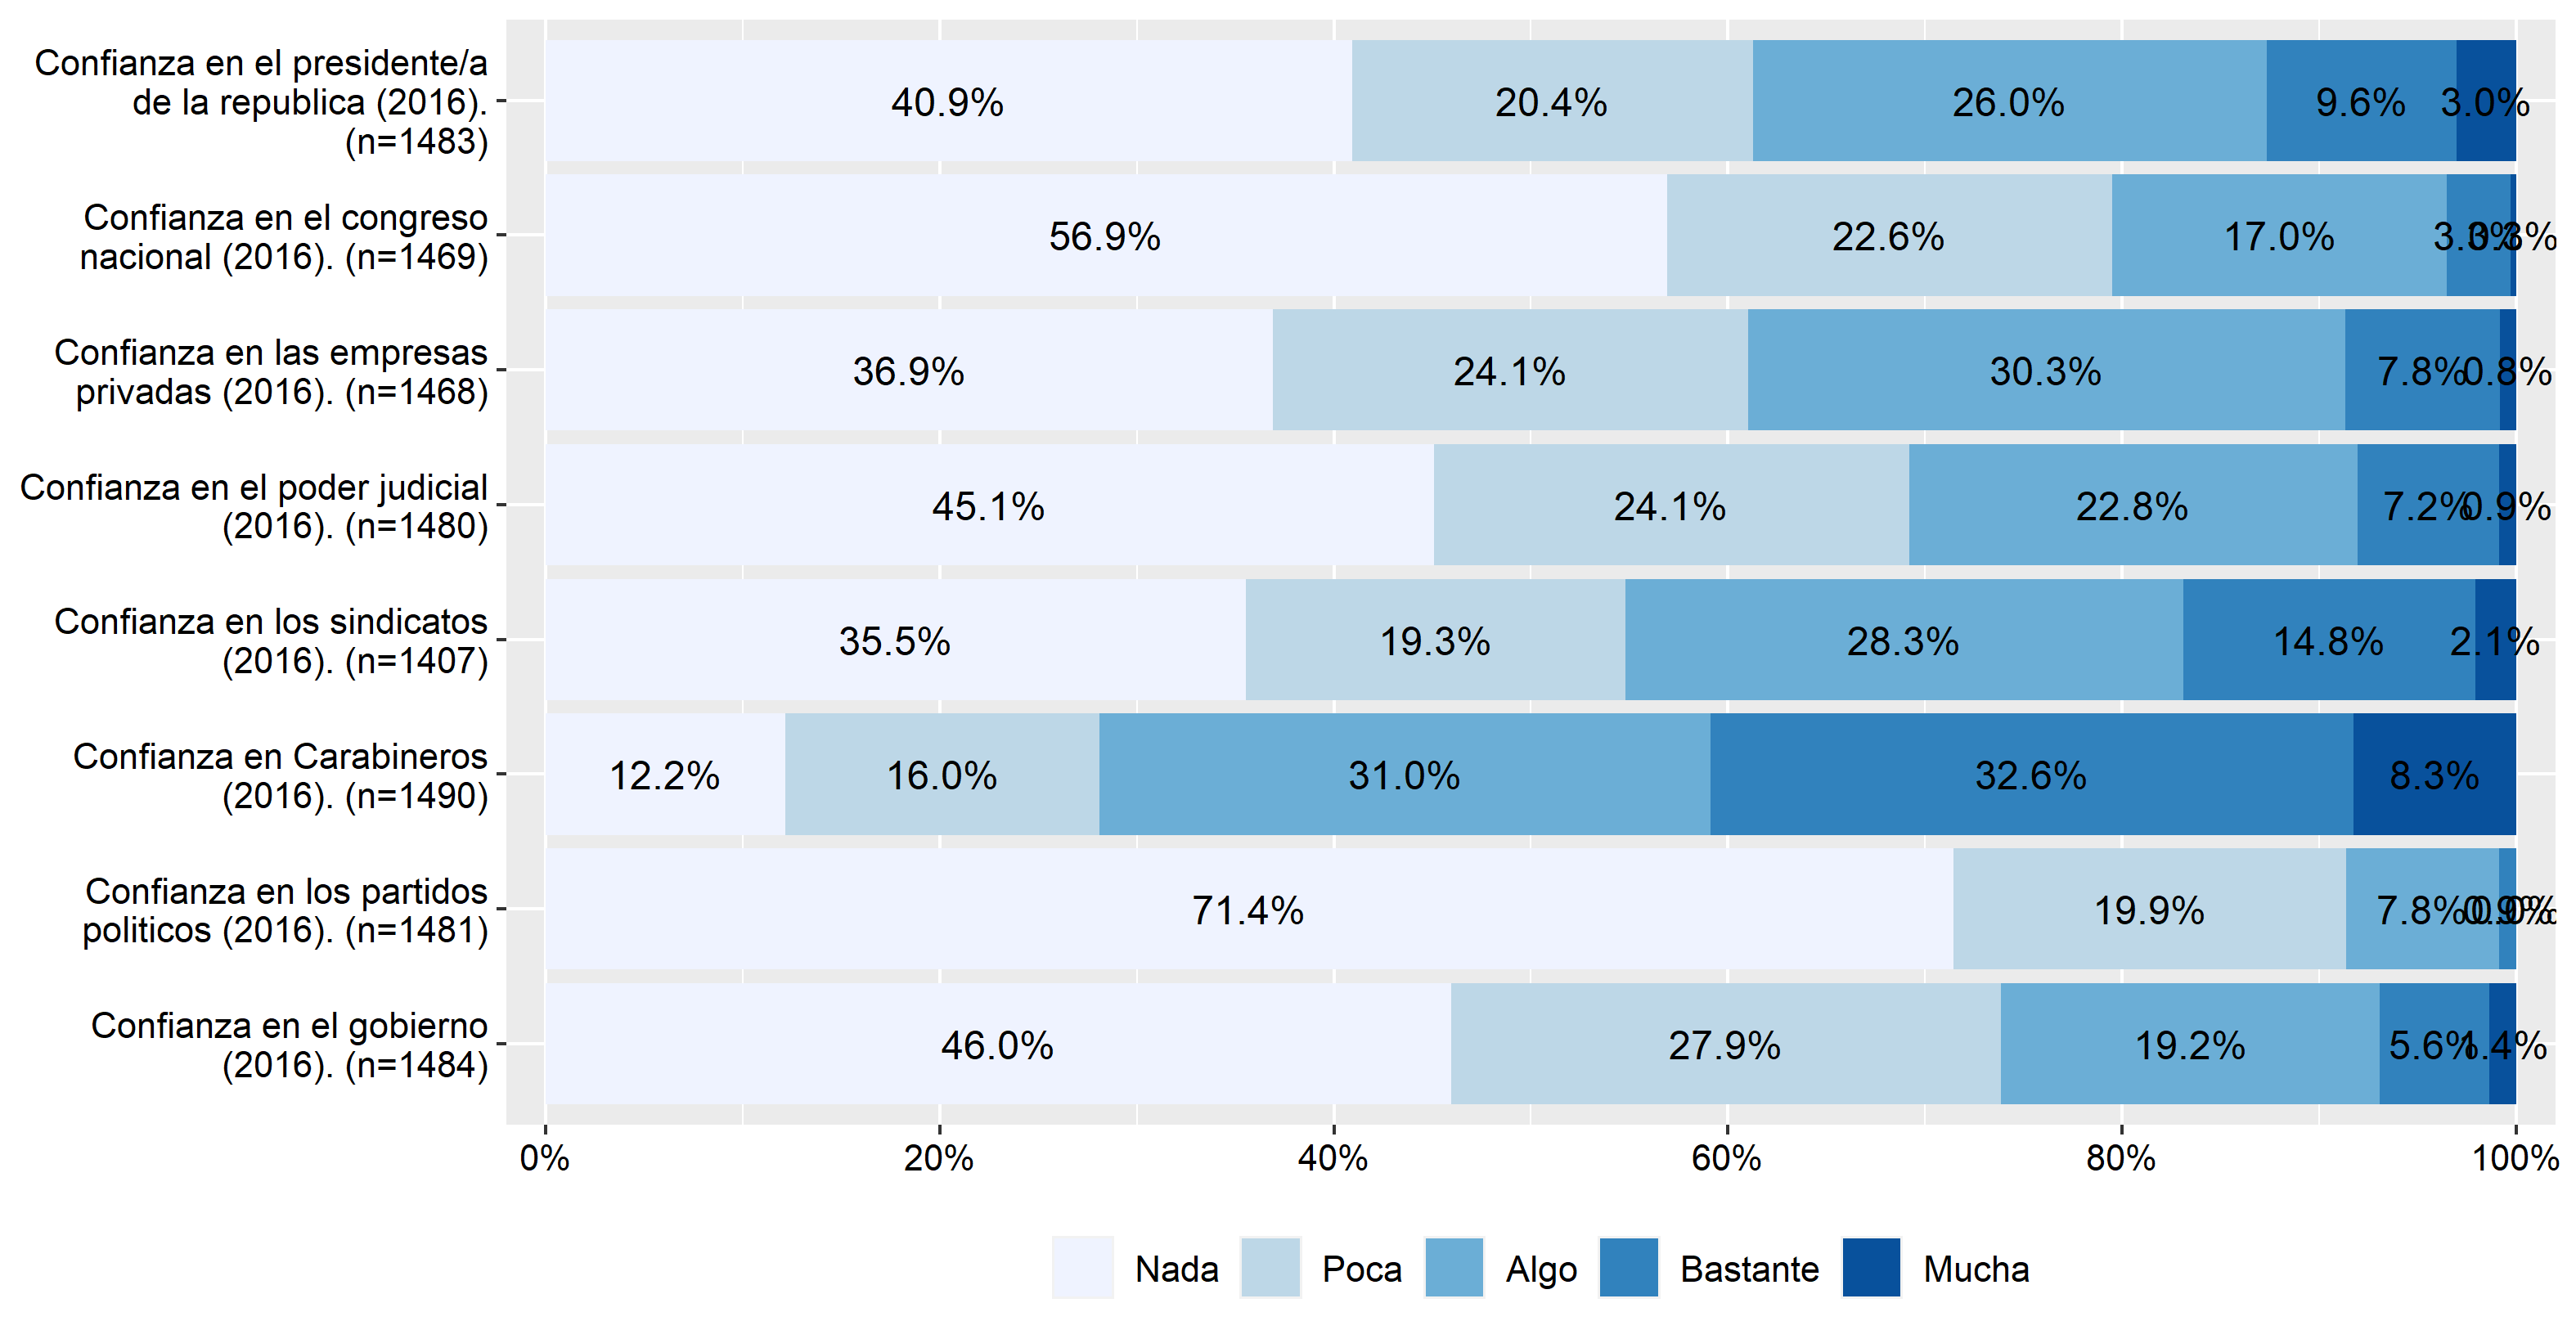 Confianza en el presidente/a
de la republica (2016).
(n=1483)
40.9% 20.4% 26.0% 9.6% 3.0%
Confianza en el congreso
nacional (2016). (n=1469)
56.9% 22.6% 17.0% 3.3%
Confianza en las empresas
privadas (2016). (n=1468)
36.9% 24.1% 30.3% 7.8% 0.8%
Confianza en el poder judicial
(2016). (n=1480)
45.1% 24.1% 22.8% 7.2% 0.9%
Confianza en los sindicatos
(2016). (n=1407)
35.5% 19.3% 28.3% 14.8% 2.1%
Confianza en Carabineros
(2016). (n=1490)
12.2% 16.0% 31.0% 32.6% 8.3%
Confianza en los partidos
politicos (2016). (n=1481)
71.4% 19.9% 7.8% 0.9% 0.0%
Confianza en el gobierno
(2016). (n=1484)
46.0% 27.9% 19.2% 5.6% 1.4%
0% 20% 40% 60% 80% 100%
Nada Poca Algo Bastante Mucha